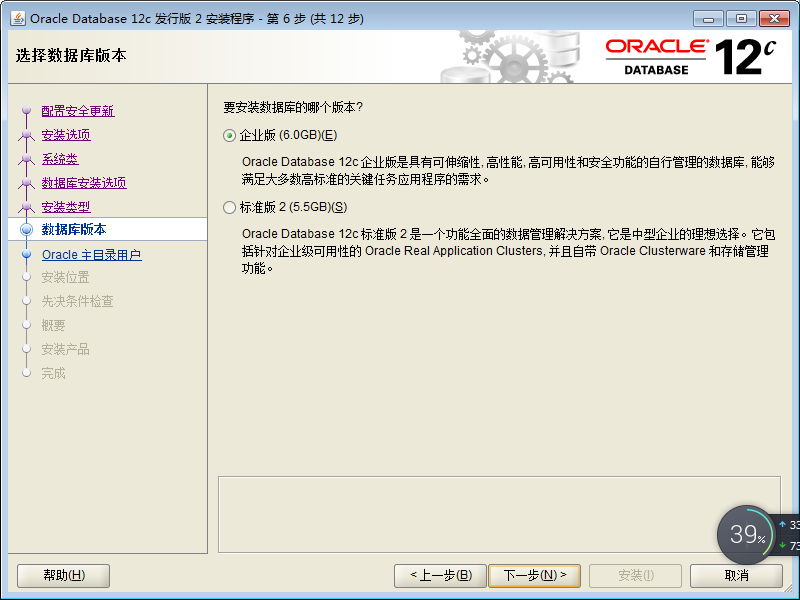 Oracle Database 12c 发行版 2 安装程序 - 第 6 步 (共 12 步)
选择数据库版本
ORACLE®
DATABASE
12c
配置安全更新
安装选项
系统类
数据库安装选项
安装类型
数据库版本
Oracle 主目录用户
安装位置
先决条件检查
概要
安装产品
完成
要安装数据库的哪个版本?
企业版 (6.0GB)(E)
Oracle Database 12c 企业版是具有可伸缩性, 高性能, 高可用性和安全功能的自行管理的数据库, 能够
满足大多数高标准的关键任务应用程序的需求。
标准版 2 (5.5GB)(S)
Oracle Database 12c 标准版 2 是一个功能全面的数据管理解决方案, 它是中型企业的理想选择。它包
括针对企业级可用性的 Oracle Real Application Clusters, 并且自带 Oracle Clusterware 和存储管理
功能。
39%
帮助(H)
< 上一步(B)
下一步(N) >
安装(I)
取消